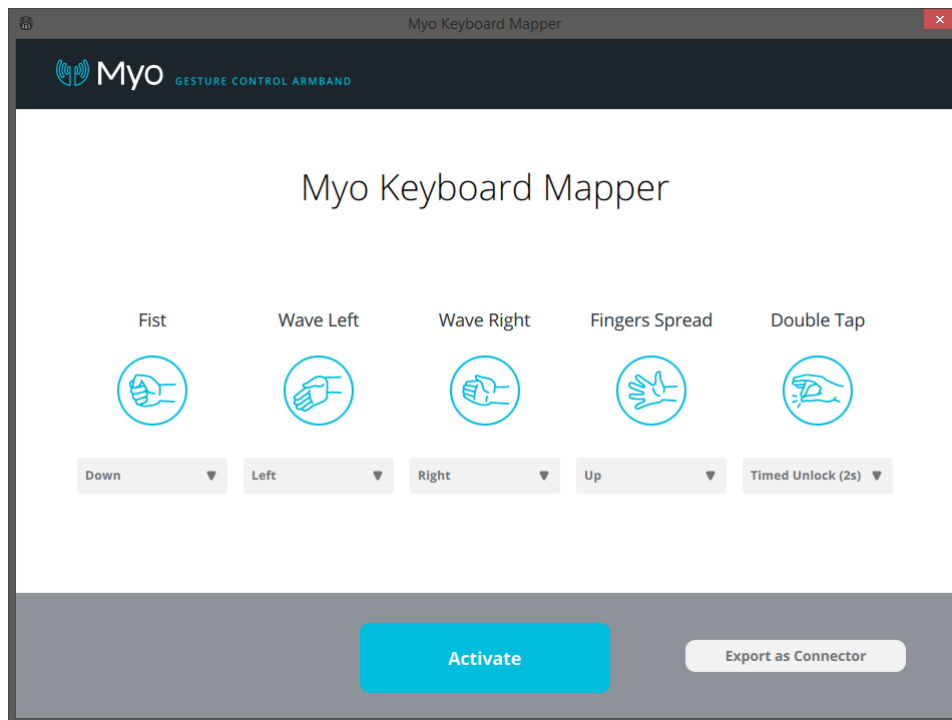 Myo Keyboard Mapper
Myo GESTURE CONTROL ARMBAND
Myo Keyboard Mapper
Fist Wave Left Wave Right Fingers Spread Double Tap
Down Left Right Up Timed Unlock (2s)
Activate Export as Connector